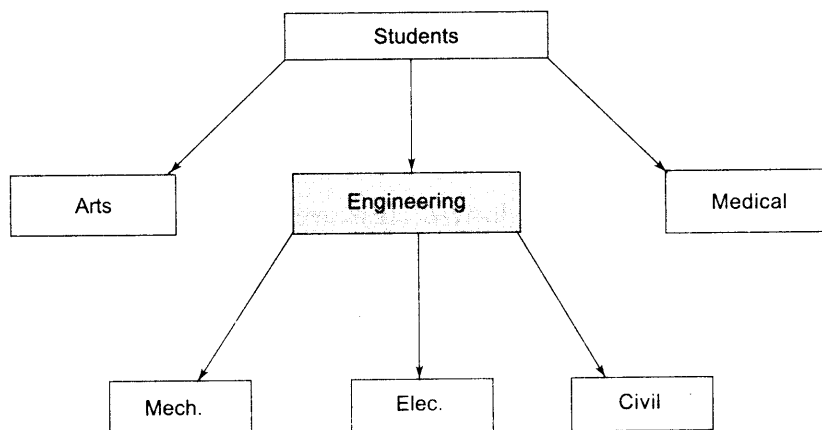 Students
Arts
Engineering
Medical
Mech.
Elec.
Civil